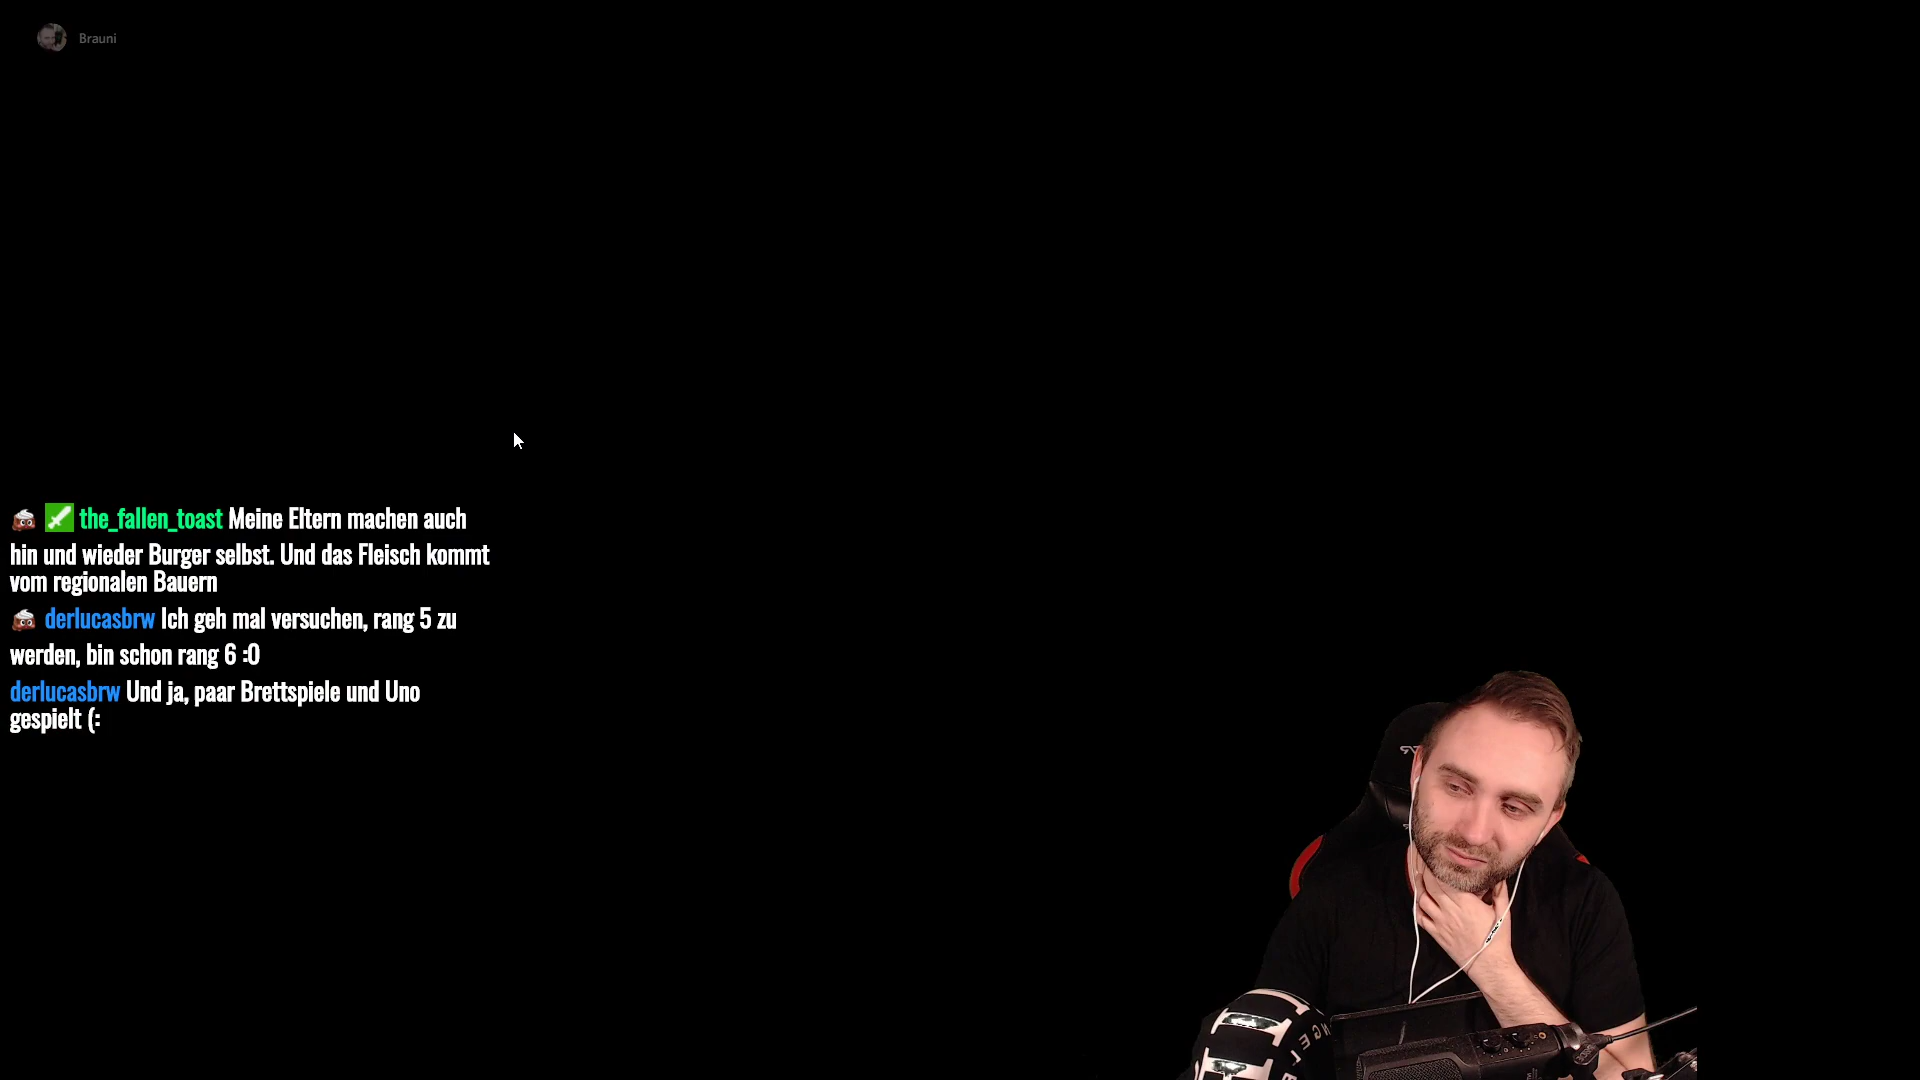 Brauni
the_fallen_toast Meine Eltern machen auch
hin und wieder Burger selbst. Und das Fleisch kommt
vom regionalen Bauern
derlucasbrw Ich geh mal versuchen, rang 5 zu
werden, bin schon rang 6 :0
derlucasbrw Und ja, paar Brettspiele und Uno
gespielt (: